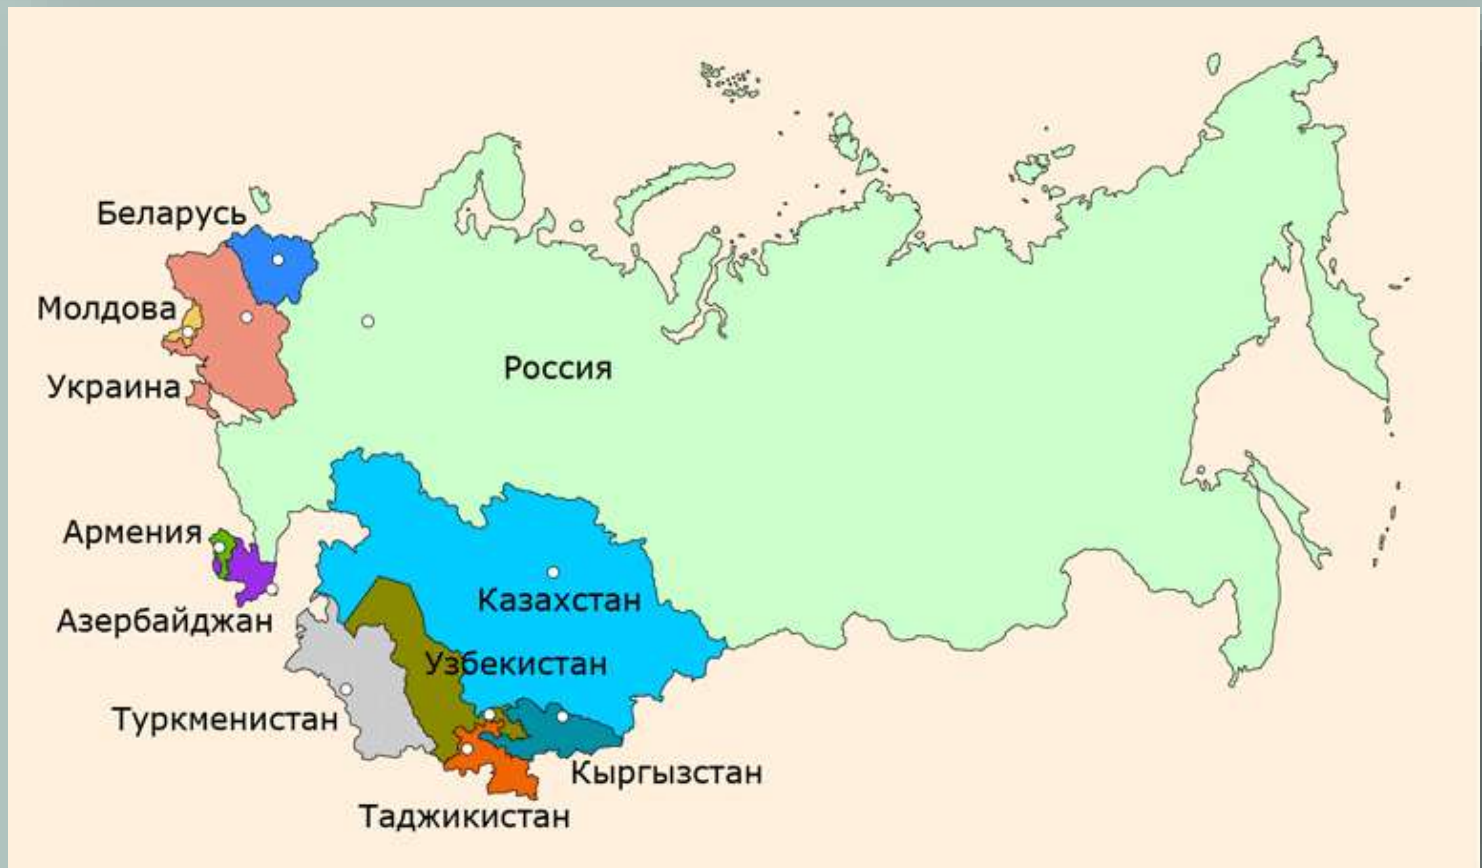 Беларусь
Молдова
Россия
Украина
Армения
Казахстан
Азербайджан
Узбекистан
Туркменистан
Кыргызстан
Таджикистан